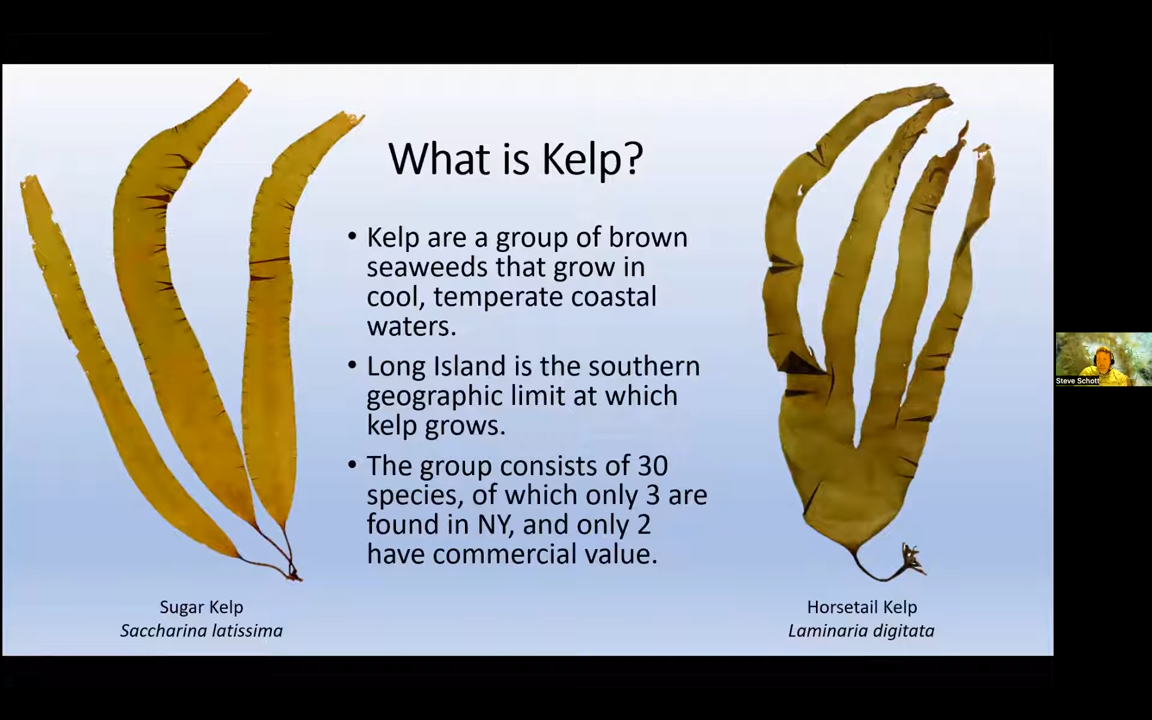 What is Kelp?
• Kelp are a group of brown
seaweeds that grow in
cool, temperate coastal
waters.
• Long Island is the southern
geographic limit at which
kelp grows.
• The group consists of 30
species, of which only 3 are
found in NY, and only 2
have commercial value.
Sugar Kelp
Saccharina latissima
Horsetail Kelp
Laminaria digitata
Steve Schott